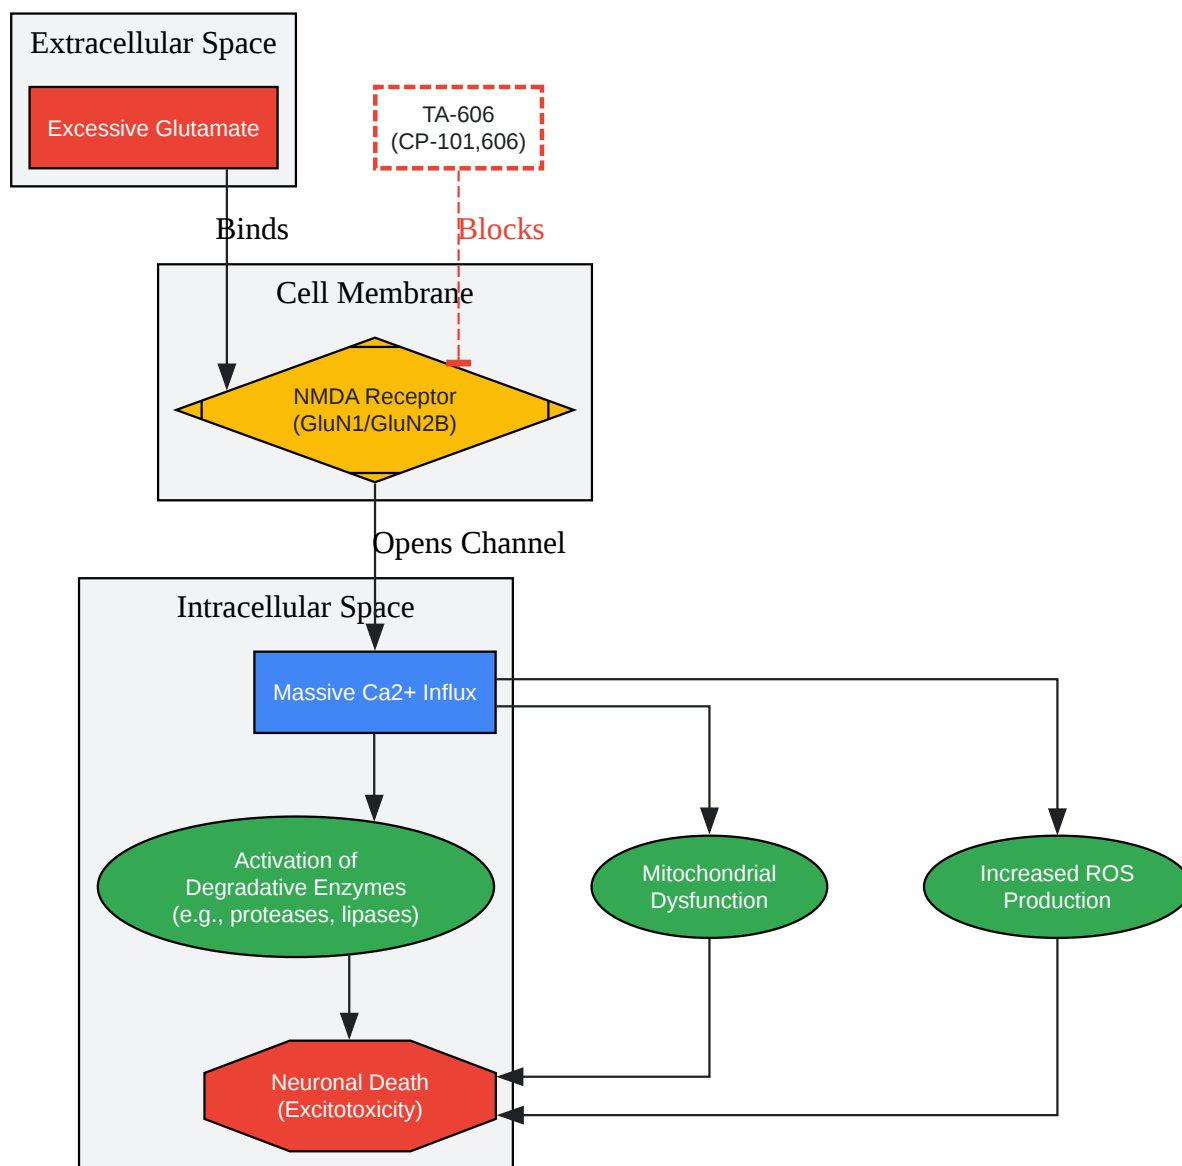 Extracellular Space
Excessive Glutamate
TA-606
(CP-101,606)
Binds
Blocks
Cell Membrane
NMDA Receptor
(GluN1/GluN2B)
Opens Channel
Intracellular Space
Massive Ca2+ Influx
Activation of
Degradative Enzymes
(e.g., proteases, lipases)
Mitochondrial
Dysfunction
Increased ROS
Production
Neuronal Death
(Excitotoxicity)